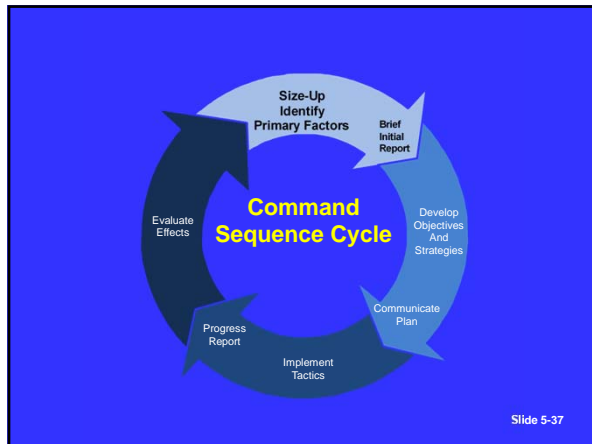 Size-Up
Identify
Primary Factors
Brief
Initial
Report
Command
Sequence Cycle
Develop
Objectives
And
Strategies
Communicate
Plan
Implement
Tactics
Progress
Report
Evaluate
Effects
Slide 5-37